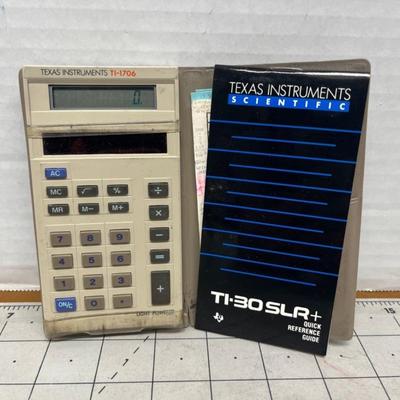 TEXAS INSTRUMENTS TI-1706
0.
AC
MC √ % ÷
MR M– M+ ×
7 8 9 −
4 5 6 =
1 2 3 +
ON/C 0 •
LIGHT POWERED
TEXAS INSTRUMENTS
SCIENTIFIC
TI-30 SLR+
QUICK
REFERENCE
GUIDE
15